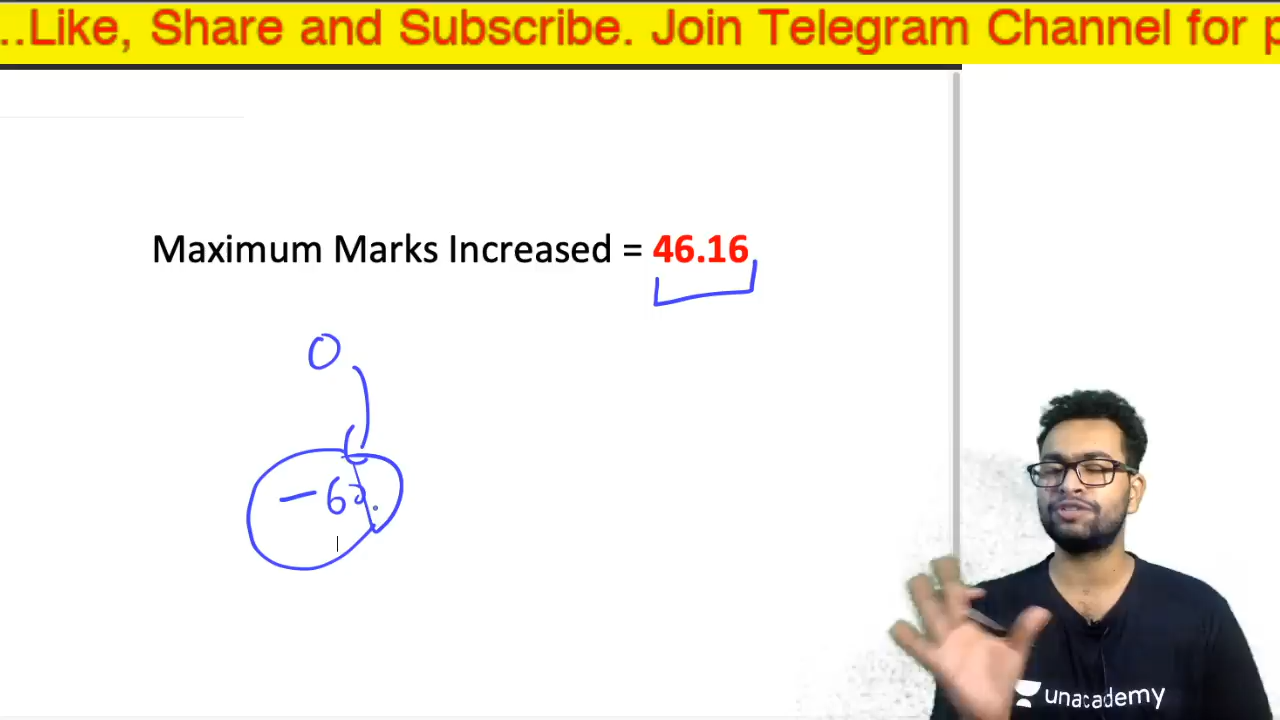 ..Like, Share and Subscribe. Join Telegram Channel for p
Maximum Marks Increased = 46.16
0
unacademy